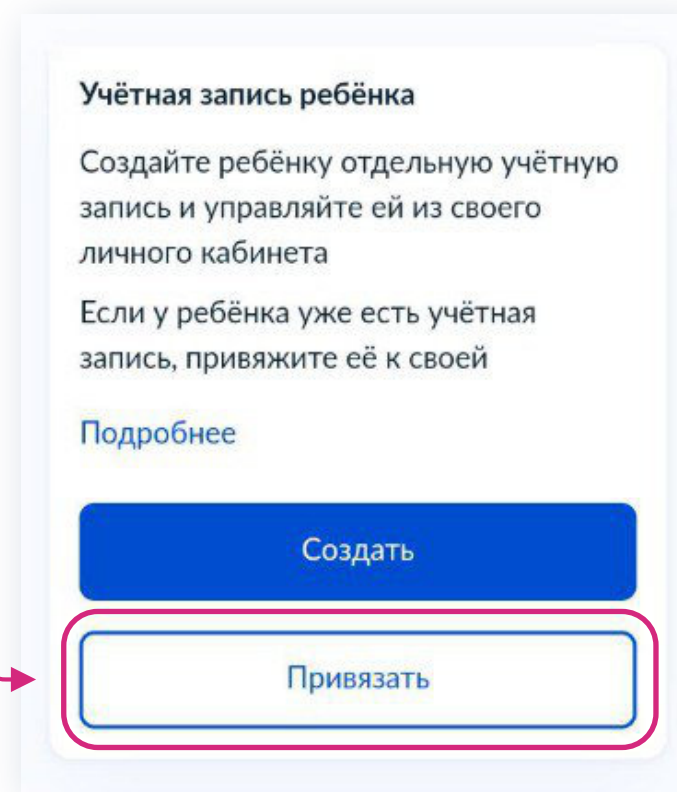 Учётная запись ребёнка
Создайте ребёнку отдельную учётную
запись и управляйте ей из своего
личного кабинета
Если у ребёнка уже есть учётная
запись, привяжите её к своей
Подробнее
Создать
Привязать